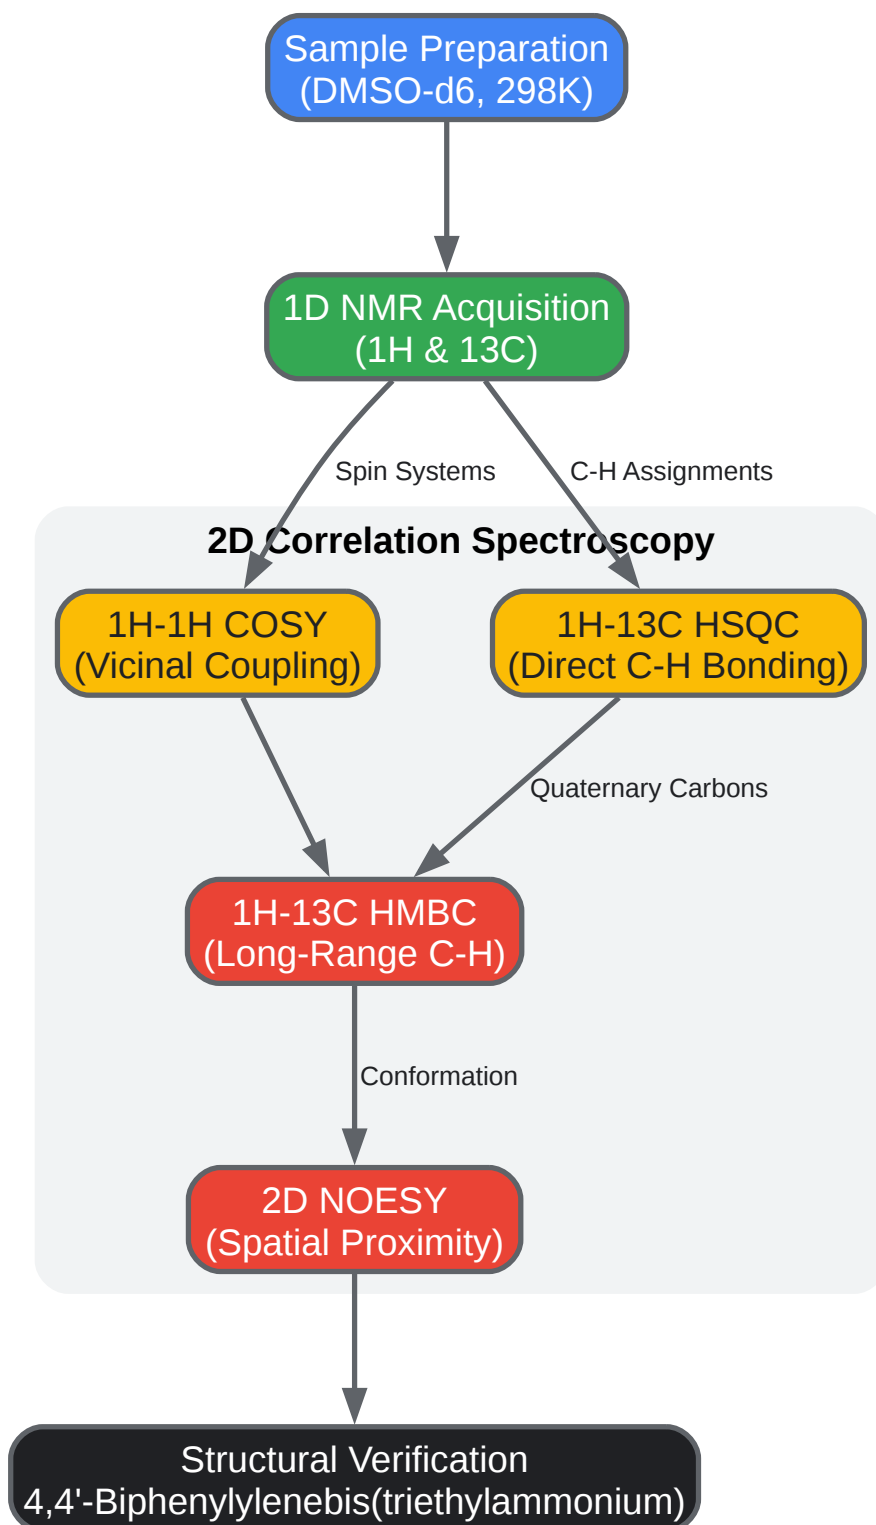 Sample Preparation
(DMSO-d6, 298K)
1D NMR Acquisition
(1H & 13C)
Spin Systems
C-H Assignments
2D Correlation Spectroscopy
1H-1H COSY
(Vicinal Coupling)
1H-13C HSQC
(Direct C-H Bonding)
Quaternary Carbons
1H-13C HMBC
(Long-Range C-H)
Conformation
2D NOESY
(Spatial Proximity)
Structural Verification
4,4'-Biphenylylenebis(triethylammonium)